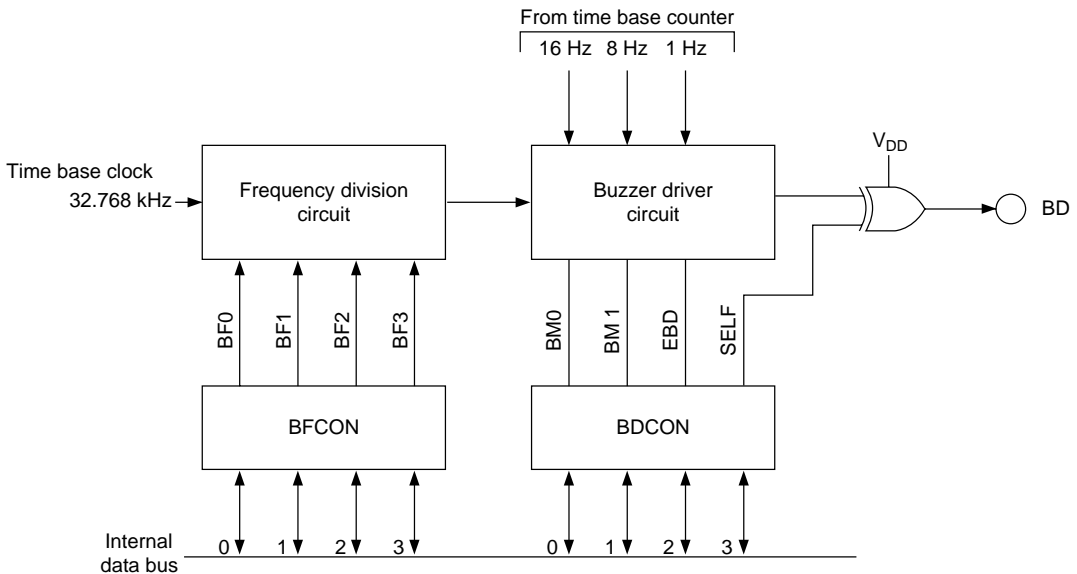 From time base counter
16 Hz 8 Hz 1 Hz
V_DD
Time base clock
32.768 kHz
Frequency division
circuit
Buzzer driver
circuit
BD
BF0 BF1 BF2 BF3
BM0 BM 1 EBD SELF
BFCON
BDCON
0 1 2 3
0 1 2 3
Internal
data bus